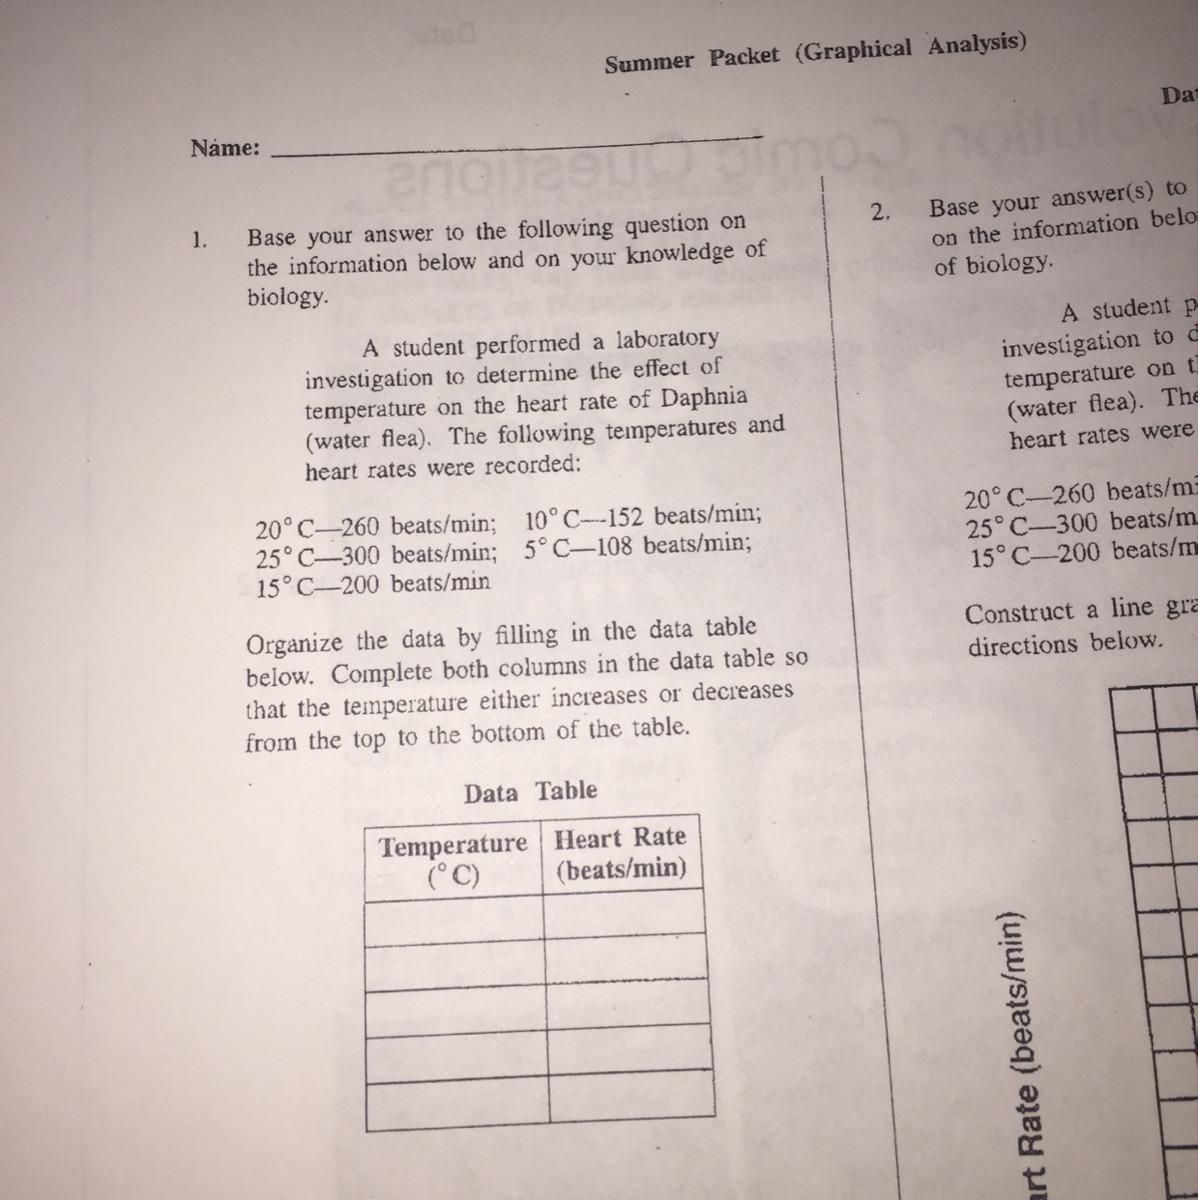 Summer Packet (Graphical Analysis)
Name:
1. Base your answer to the following question on
the information below and on your knowledge of
biology.
A student performed a laboratory
investigation to determine the effect of
temperature on the heart rate of Daphnia
(water flea). The following temperatures and
heart rates were recorded:
20° C—260 beats/min; 10° C—152 beats/min;
25° C—300 beats/min; 5° C—108 beats/min;
15° C—200 beats/min
Organize the data by filling in the data table
below. Complete both columns in the data table so
that the temperature either increases or decreases
from the top to the bottom of the table.
Data Table
Temperature Heart Rate
(°C) (beats/min)
2. Base your answer(s) to
on the information
of biology.
A student
investigation to
temperature on
(water flea).
heart rates were
20° C—260
25° C—300
15° C—200
Construct a line
directions below.
Rate (beats/min)
Comic Questions